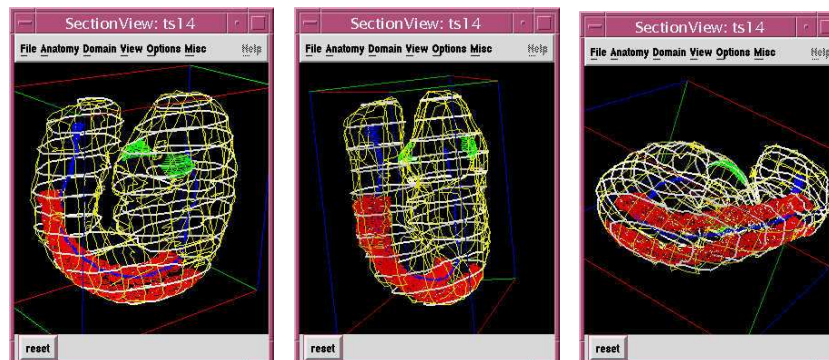 SectionView: ts14
File Anatomy Domain View Options Misc Help
reset
SectionView: ts14
File Anatomy Domain View Options Misc Help
reset
SectionView: ts14
File Anatomy Domain View Options Misc Help
reset